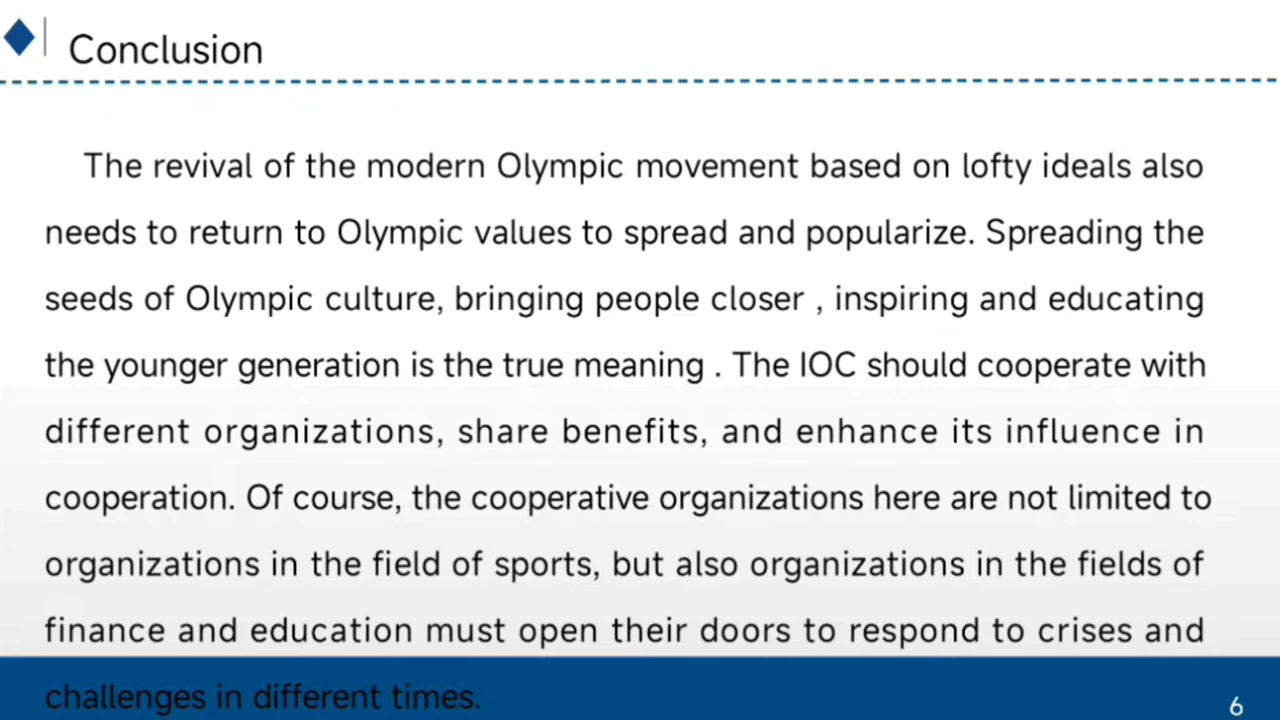 Conclusion
The revival of the modern Olympic movement based on lofty ideals also
needs to return to Olympic values to spread and popularize. Spreading the
seeds of Olympic culture, bringing people closer , inspiring and educating
the younger generation is the true meaning . The IOC should cooperate with
different organizations, share benefits, and enhance its influence in
cooperation. Of course, the cooperative organizations here are not limited to
organizations in the field of sports, but also organizations in the fields of
finance and education must open their doors to respond to crises and
challenges in different times.
6